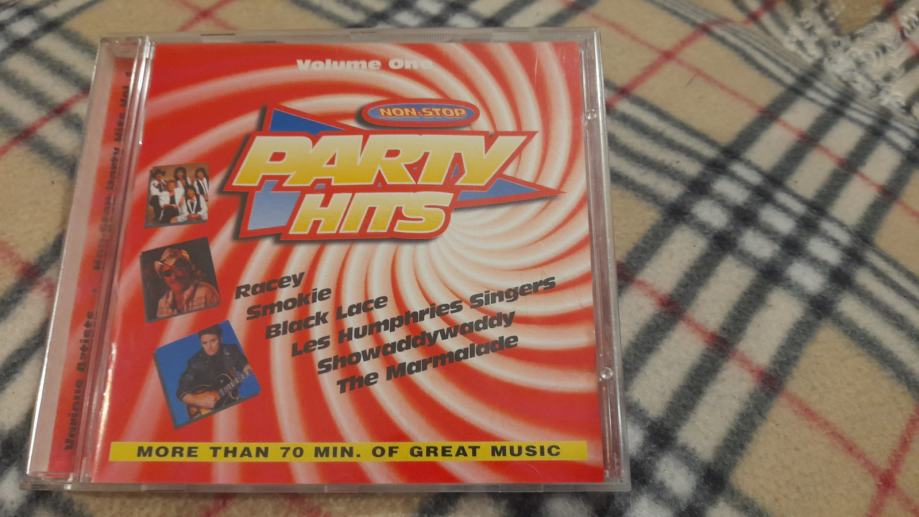 Volume One
NON-STOP
PARTY
HITS
Racey
Smokie
Black Lace
Les Humphries Singers
Showaddywaddy
The Marmalade
MORE THAN 70 MIN. OF GREAT MUSIC
Various Artists